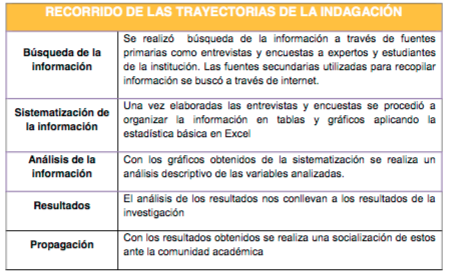 RECORRIDO DE LAS TRAYECTORIAS DE LA INDAGACIÓN
Búsqueda de la
información
Se realizó búsqueda de la información a través de fuentes
primarias como entrevistas y encuestas a expertos y estudiantes
de la institución. Las fuentes secundarias utilizadas para recopilar
información se buscó a través de internet.
Sistematización de
la información
Una vez elaboradas las entrevistas y encuestas se procedió a
organizar la información en tablas y gráficos aplicando la
estadística básica en Excel
Análisis de la
información
Con los gráficos obtenidos de la sistematización se realiza un
análisis descriptivo de las variables analizadas.
Resultados
El análisis de los resultados nos conllevan a los resultados de la
investigación
Propagación
Con los resultados obtenidos se realiza una socialización de estos
ante la comunidad académica